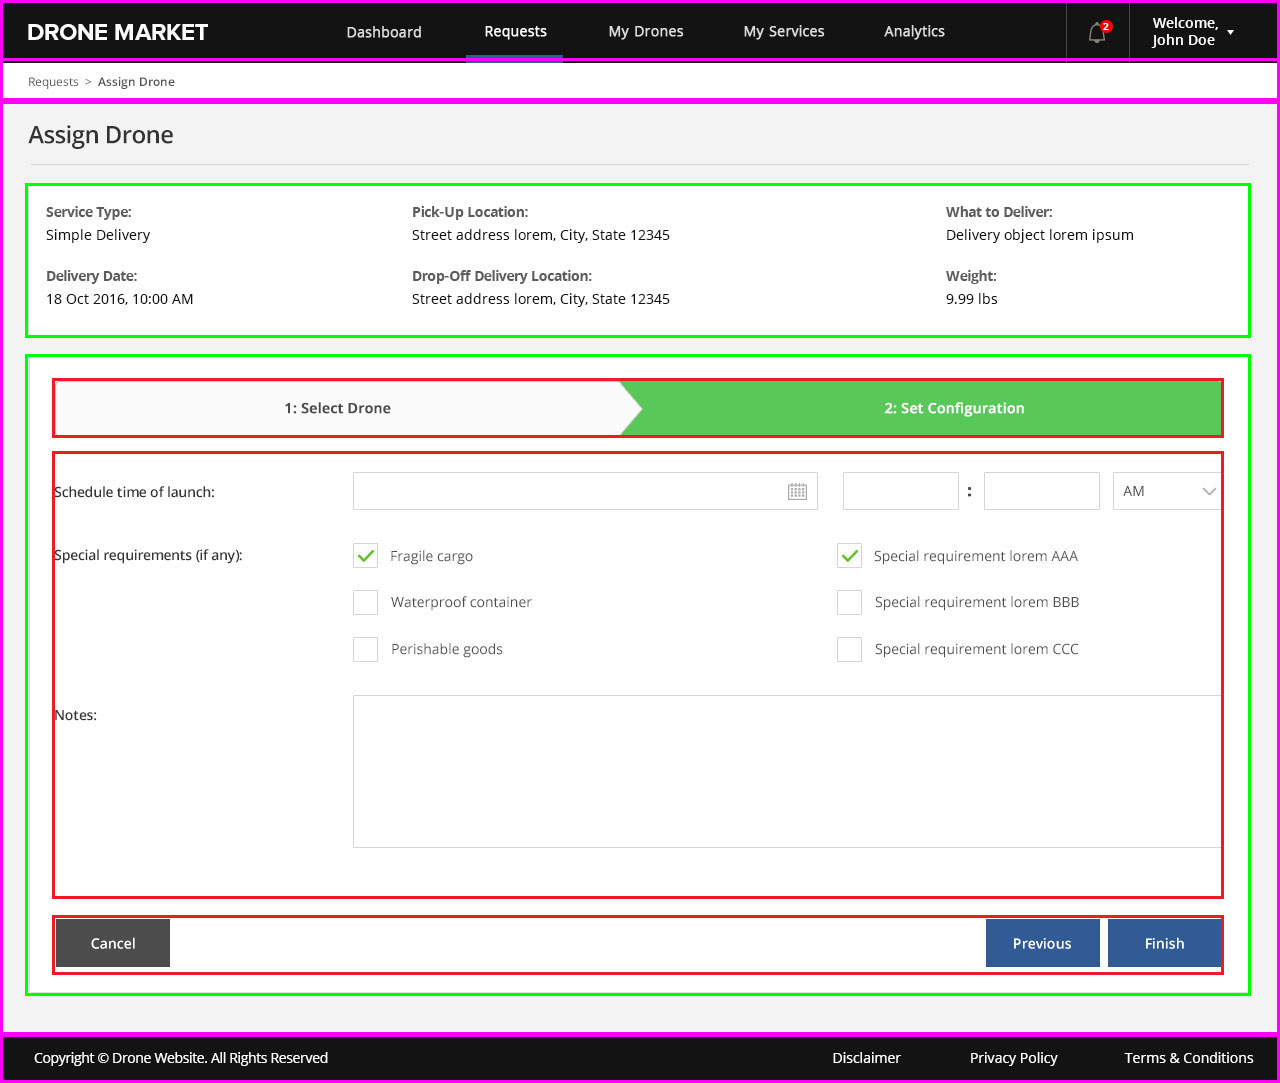 DRONE MARKET
Dashboard
Requests
My Drones
My Services
Analytics
2
Welcome,
John Doe
Requests > Assign Drone
Assign Drone
Service Type:
Simple Delivery
Pick-Up Location:
Street address lorem, City, State 12345
What to Deliver:
Delivery object lorem ipsum
Delivery Date:
18 Oct 2016, 10:00 AM
Drop-Off Delivery Location:
Street address lorem, City, State 12345
Weight:
9.99 lbs
1: Select Drone
2: Set Configuration
Schedule time of launch:
:
AM
Special requirements (if any):
Fragile cargo
Special requirement lorem AAA
Waterproof container
Special requirement lorem BBB
Perishable goods
Special requirement lorem CCC
Notes:
Cancel
Previous
Finish
Copyright © Drone Website. All Rights Reserved
Disclaimer
Privacy Policy
Terms & Conditions